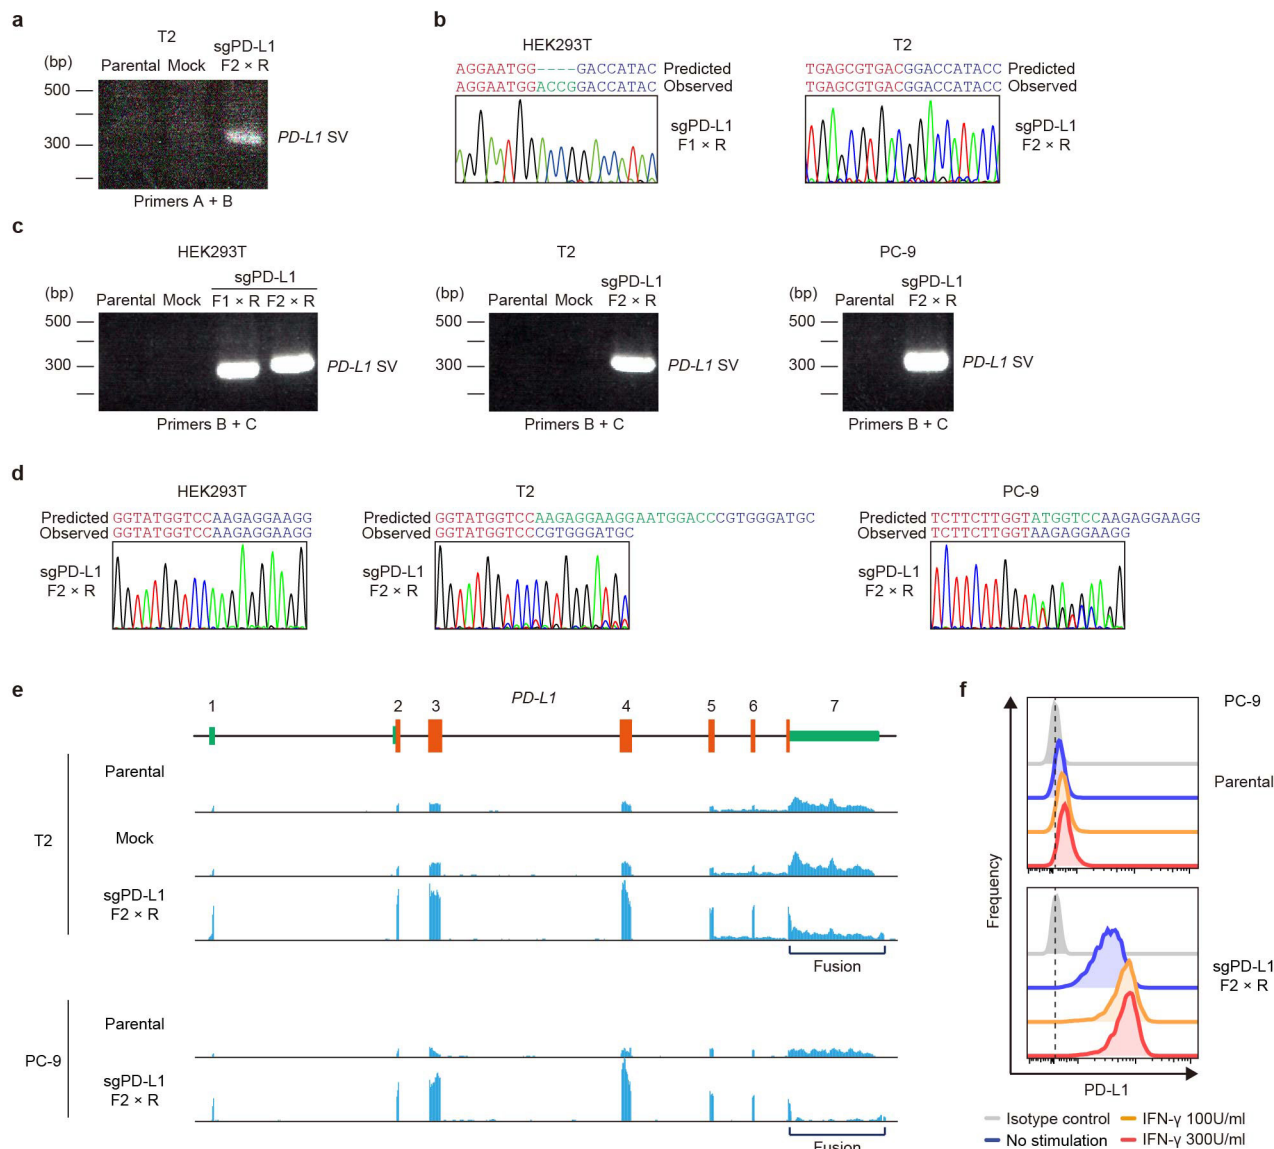 a
T2
(bp)
Parental Mock
sgPD-L1
F2 × R
500
300
PD-L1 SV
Primers A + B
b
HEK293T
AGGAATGG----GACCATAC Predicted
AGGAATGGACCGGACCATAC Observed
sgPD-L1
F1 × R
T2
TGAGCGTGACGGACCATACC Predicted
TGAGCGTGACGGACCATACC Observed
sgPD-L1
F2 × R
c
HEK293T
sgPD-L1
(bp)
Parental Mock F1 × R F2 × R
500
300
PD-L1 SV
Primers B + C
T2
sgPD-L1
(bp)
Parental Mock F2 × R
500
300
PD-L1 SV
Primers B + C
PC-9
sgPD-L1
(bp)
Parental F2 × R
500
300
PD-L1 SV
Primers B + C
d
HEK293T
Predicted GGTATGGTCCAAGAGGAAGG
Observed GGTATGGTCCAAGAGGAAGG
sgPD-L1
F2 × R
T2
Predicted GGTATGGTCCAAGAGGAAGGAATGGACCCGTGGGATGC
Observed GGTATGGTCCCGTGGGATGC
sgPD-L1
F2 × R
PC-9
Predicted TCTTCTTGGTATGGTCCAAGAGGAAGG
Observed TCTTCTTGGTAAGAGGAAGG
sgPD-L1
F2 × R
e
PD-L1
1 2 3 4 5 6 7
T2
Parental
Mock
sgPD-L1
F2 × R
Fusion
PC-9
Parental
sgPD-L1
F2 × R
Fusion
f
PC-9
Parental
sgPD-L1
F2 × R
Frequency
PD-L1
Isotype control
No stimulation
IFN-γ 100U/ml
IFN-γ 300U/ml